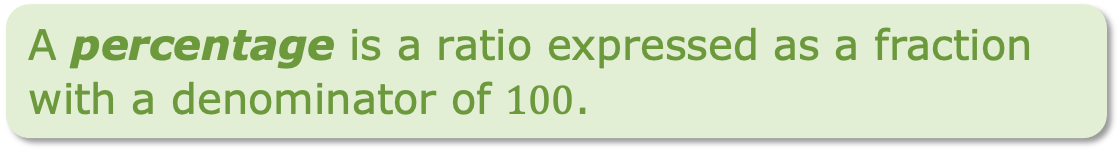 A percentage is a ratio expressed as a fraction
with a denominator of 100.